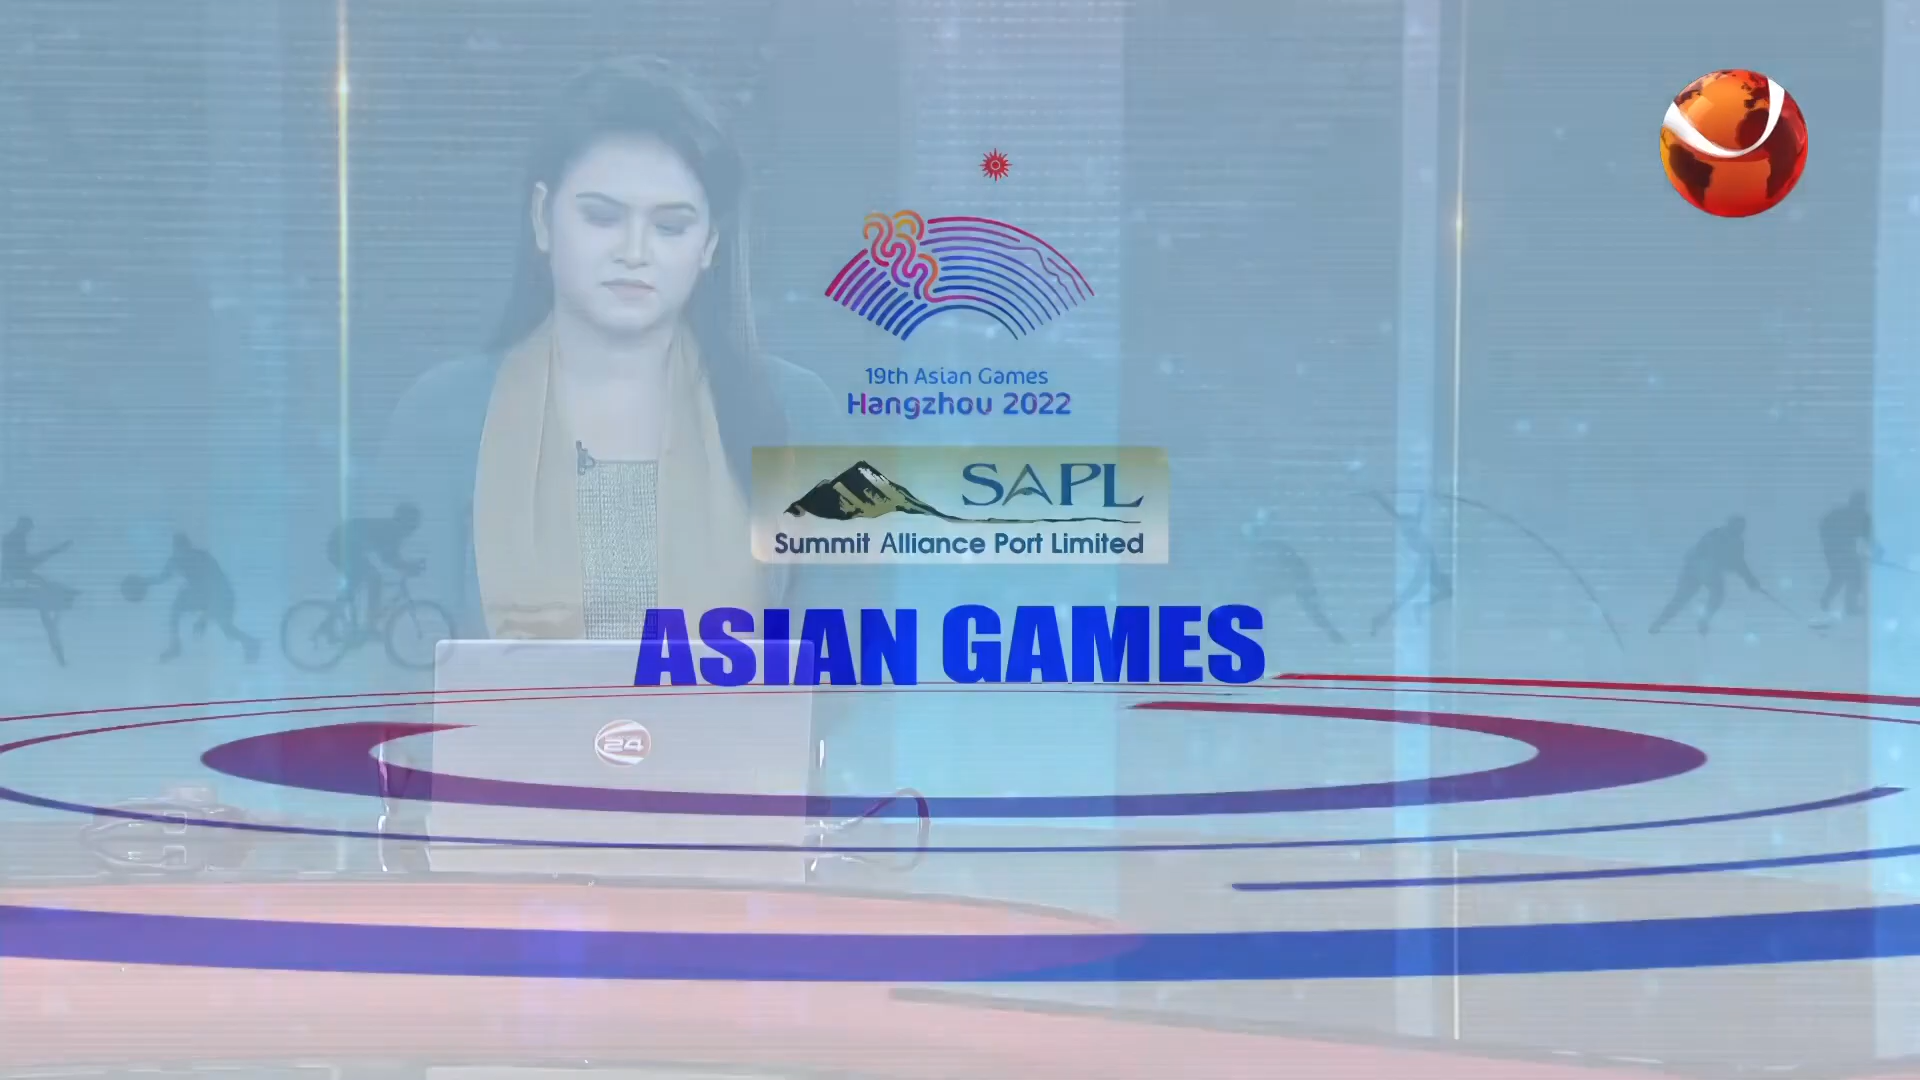 19th Asian Games
Hangzhou 2022
SAPL
Summit Alliance Port Limited
ASIAN GAMES
24